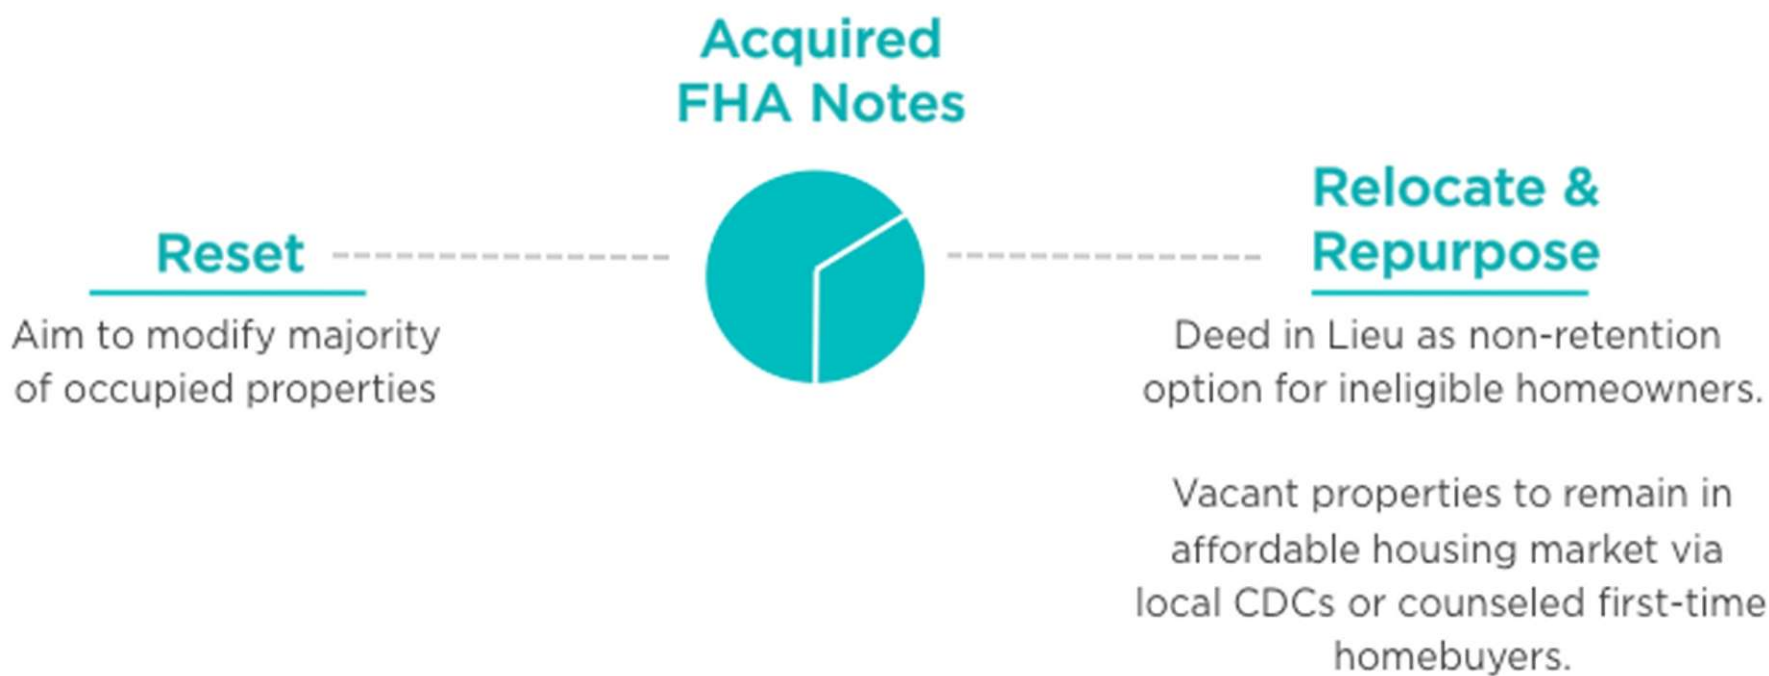 Acquired
FHA Notes
Reset
Aim to modify majority
of occupied properties
Relocate &
Repurpose
Deed in Lieu as non-retention
option for ineligible homeowners.
Vacant properties to remain in
affordable housing market via
local CDCs or counseled first-time
homebuyers.